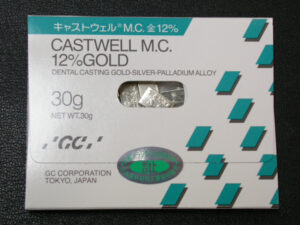 キャストウェル®M.C. 金12%
CASTWELL M.C.
12%GOLD
DENTAL CASTING GOLD-SILVER-PALLADIUM ALLOY
30g
NET WT.30g
GC
GC CORPORATION
TOKYO, JAPAN